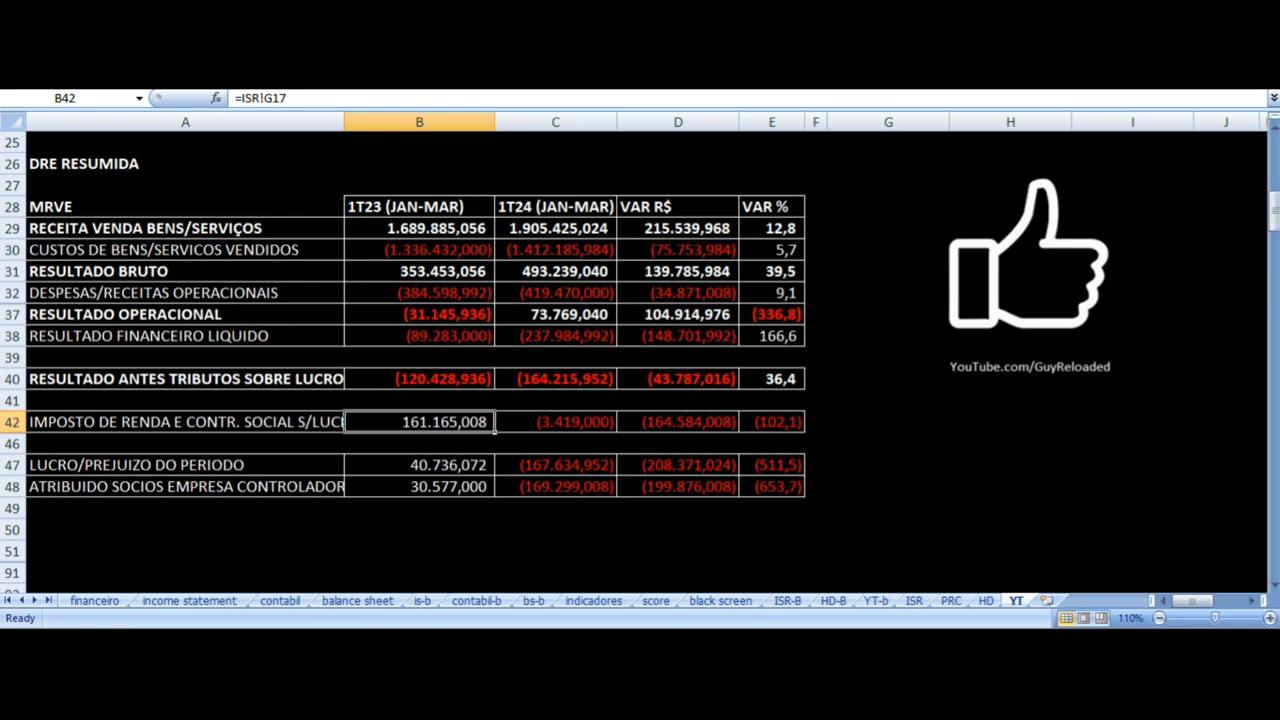 B42 fx =ISR!G17
A B C D E F G H I J
25
26 DRE RESUMIDA
27
28 MRVE 1T23 (JAN-MAR) 1T24 (JAN-MAR) VAR R$ VAR %
29 RECEITA VENDA BENS/SERVIÇOS 1.689.885,056 1.905.425,024 215.539,968 12,8
30 CUSTOS DE BENS/SERVICOS VENDIDOS (1.336.432,000) (1.412.185,984) (75.753,984) 5,7
31 RESULTADO BRUTO 353.453,056 493.239,040 139.785,984 39,5
32 DESPESAS/RECEITAS OPERACIONAIS (384.598,992) (419.470,000) (34.871,008) 9,1
37 RESULTADO OPERACIONAL (31.145,936) 73.769,040 104.914,976 (336,8)
38 RESULTADO FINANCEIRO LIQUIDO (89.283,000) (237.984,992) (148.701,992) 166,6
39
40 RESULTADO ANTES TRIBUTOS SOBRE LUCRO (120.428,936) (164.215,952) (43.787,016) 36,4
41
42 IMPOSTO DE RENDA E CONTR. SOCIAL S/LUC 161.165,008 (3.419,000) (164.584,008) (102,1)
46
47 LUCRO/PREJUIZO DO PERIODO 40.736,072 (167.634,952) (208.371,024) (511,5)
48 ATRIBUIDO SOCIOS EMPRESA CONTROLADOR 30.577,000 (169.299,008) (199.876,008) (653,7)
49
50
51
91
YouTube.com/GuyReloaded
financeiro income statement contabil balance sheet is-b contabil-b bs-b indicadores score black screen ISR-B HD-B YT-b ISR PRC HD YT
Ready 110%